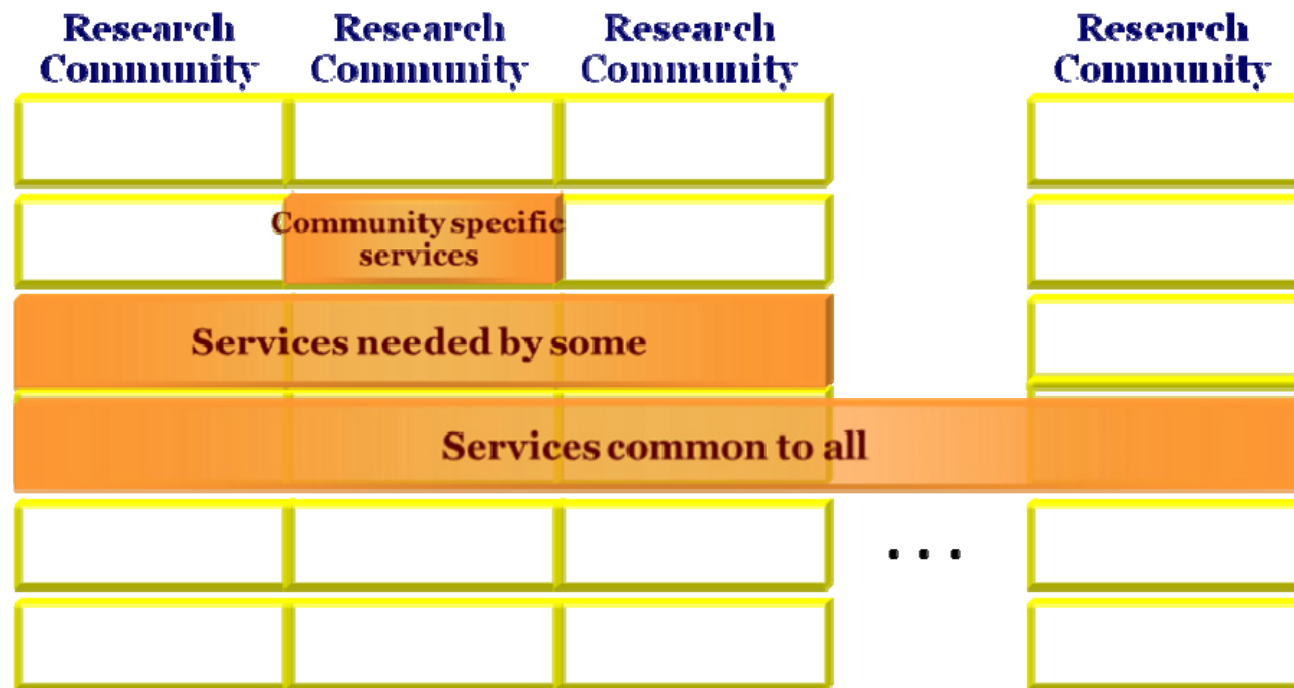 Research Research Research Research
Community Community Community Community
Community specific
services
Services needed by some
Services common to all
. . .